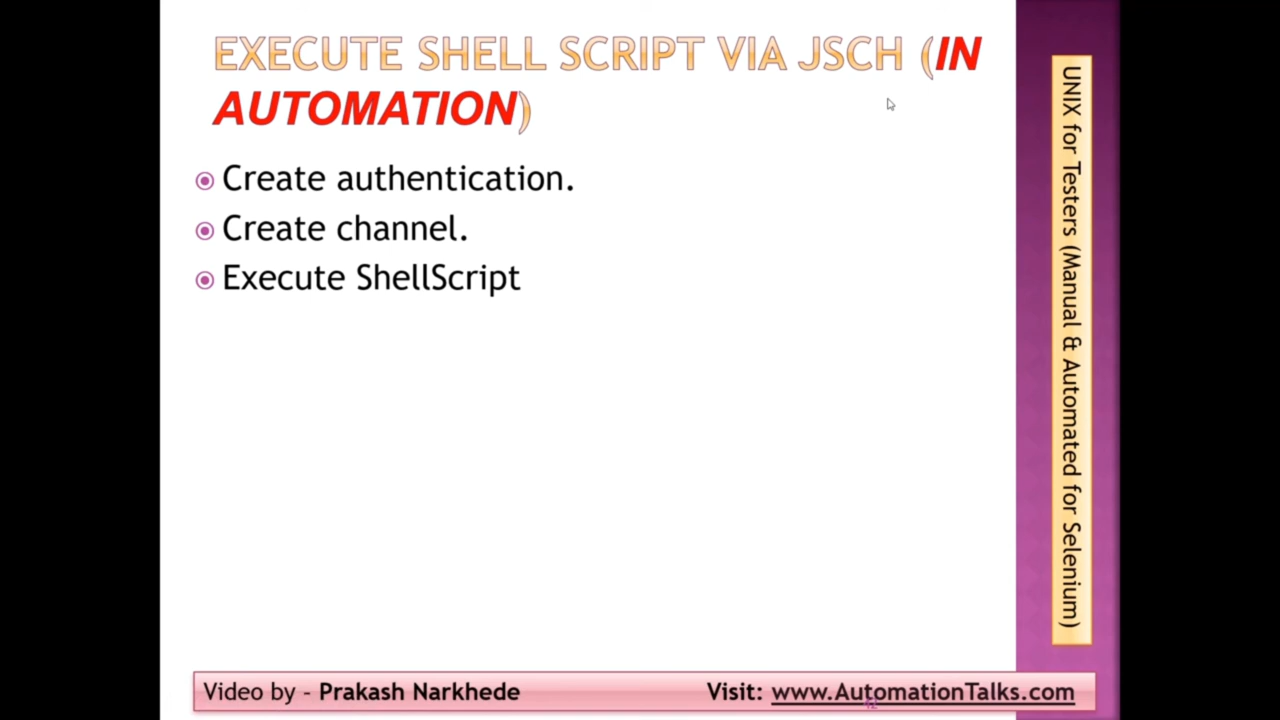 EXECUTE SHELL SCRIPT VIA JSCH (IN
AUTOMATION)
Create authentication.
Create channel.
Execute ShellScript
UNIX for Testers (Manual & Automated for Selenium)
Video by - Prakash Narkhede
Visit: www.AutomationTalks.com
42